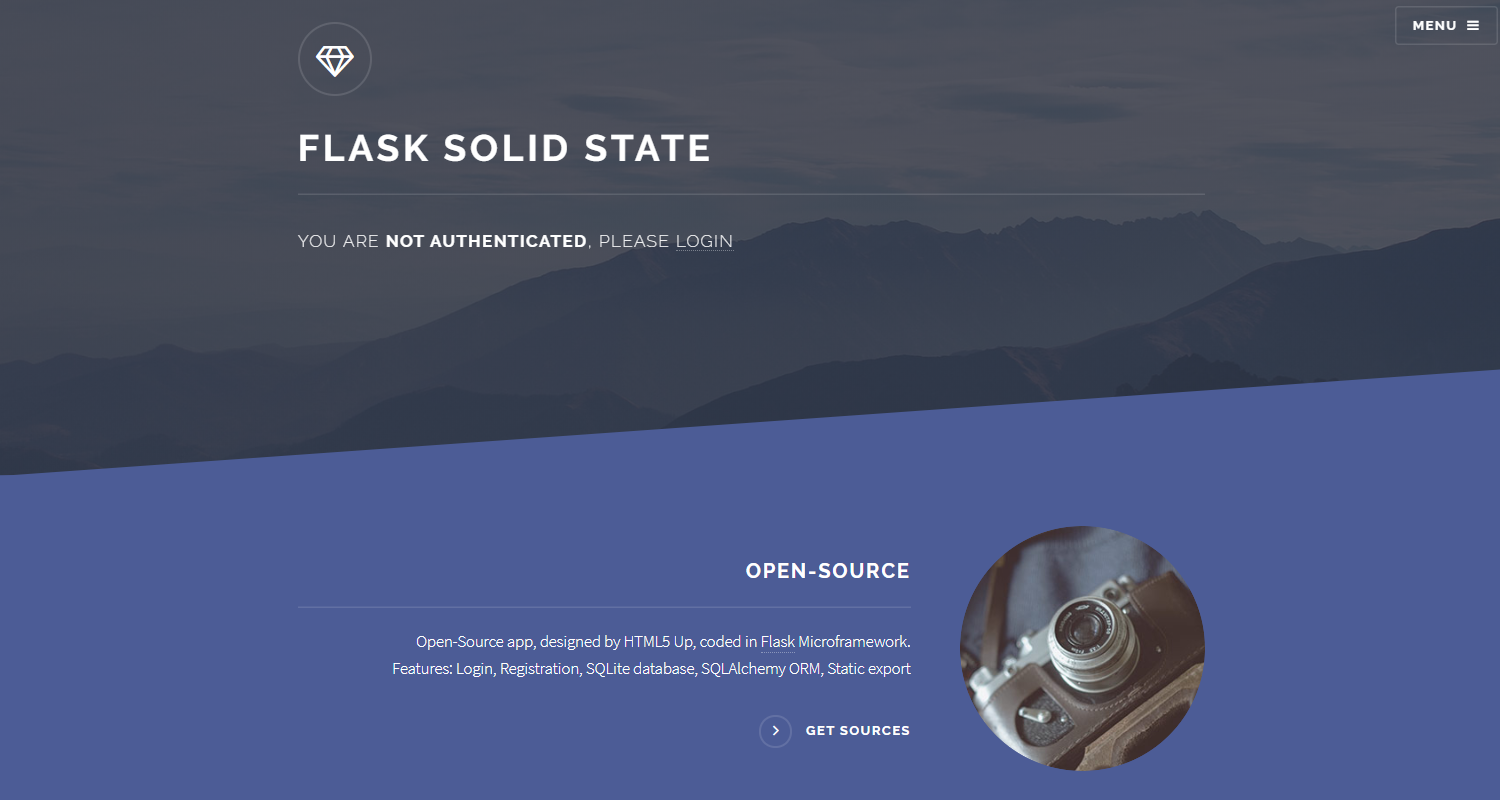 MENU
FLASK SOLID STATE
YOU ARE NOT AUTHENTICATED, PLEASE LOGIN
OPEN-SOURCE
Open-Source app, designed by HTML5 Up, coded in Flask Microframework.
Features: Login, Registration, SQLite database, SQLAlchemy ORM, Static export
GET SOURCES